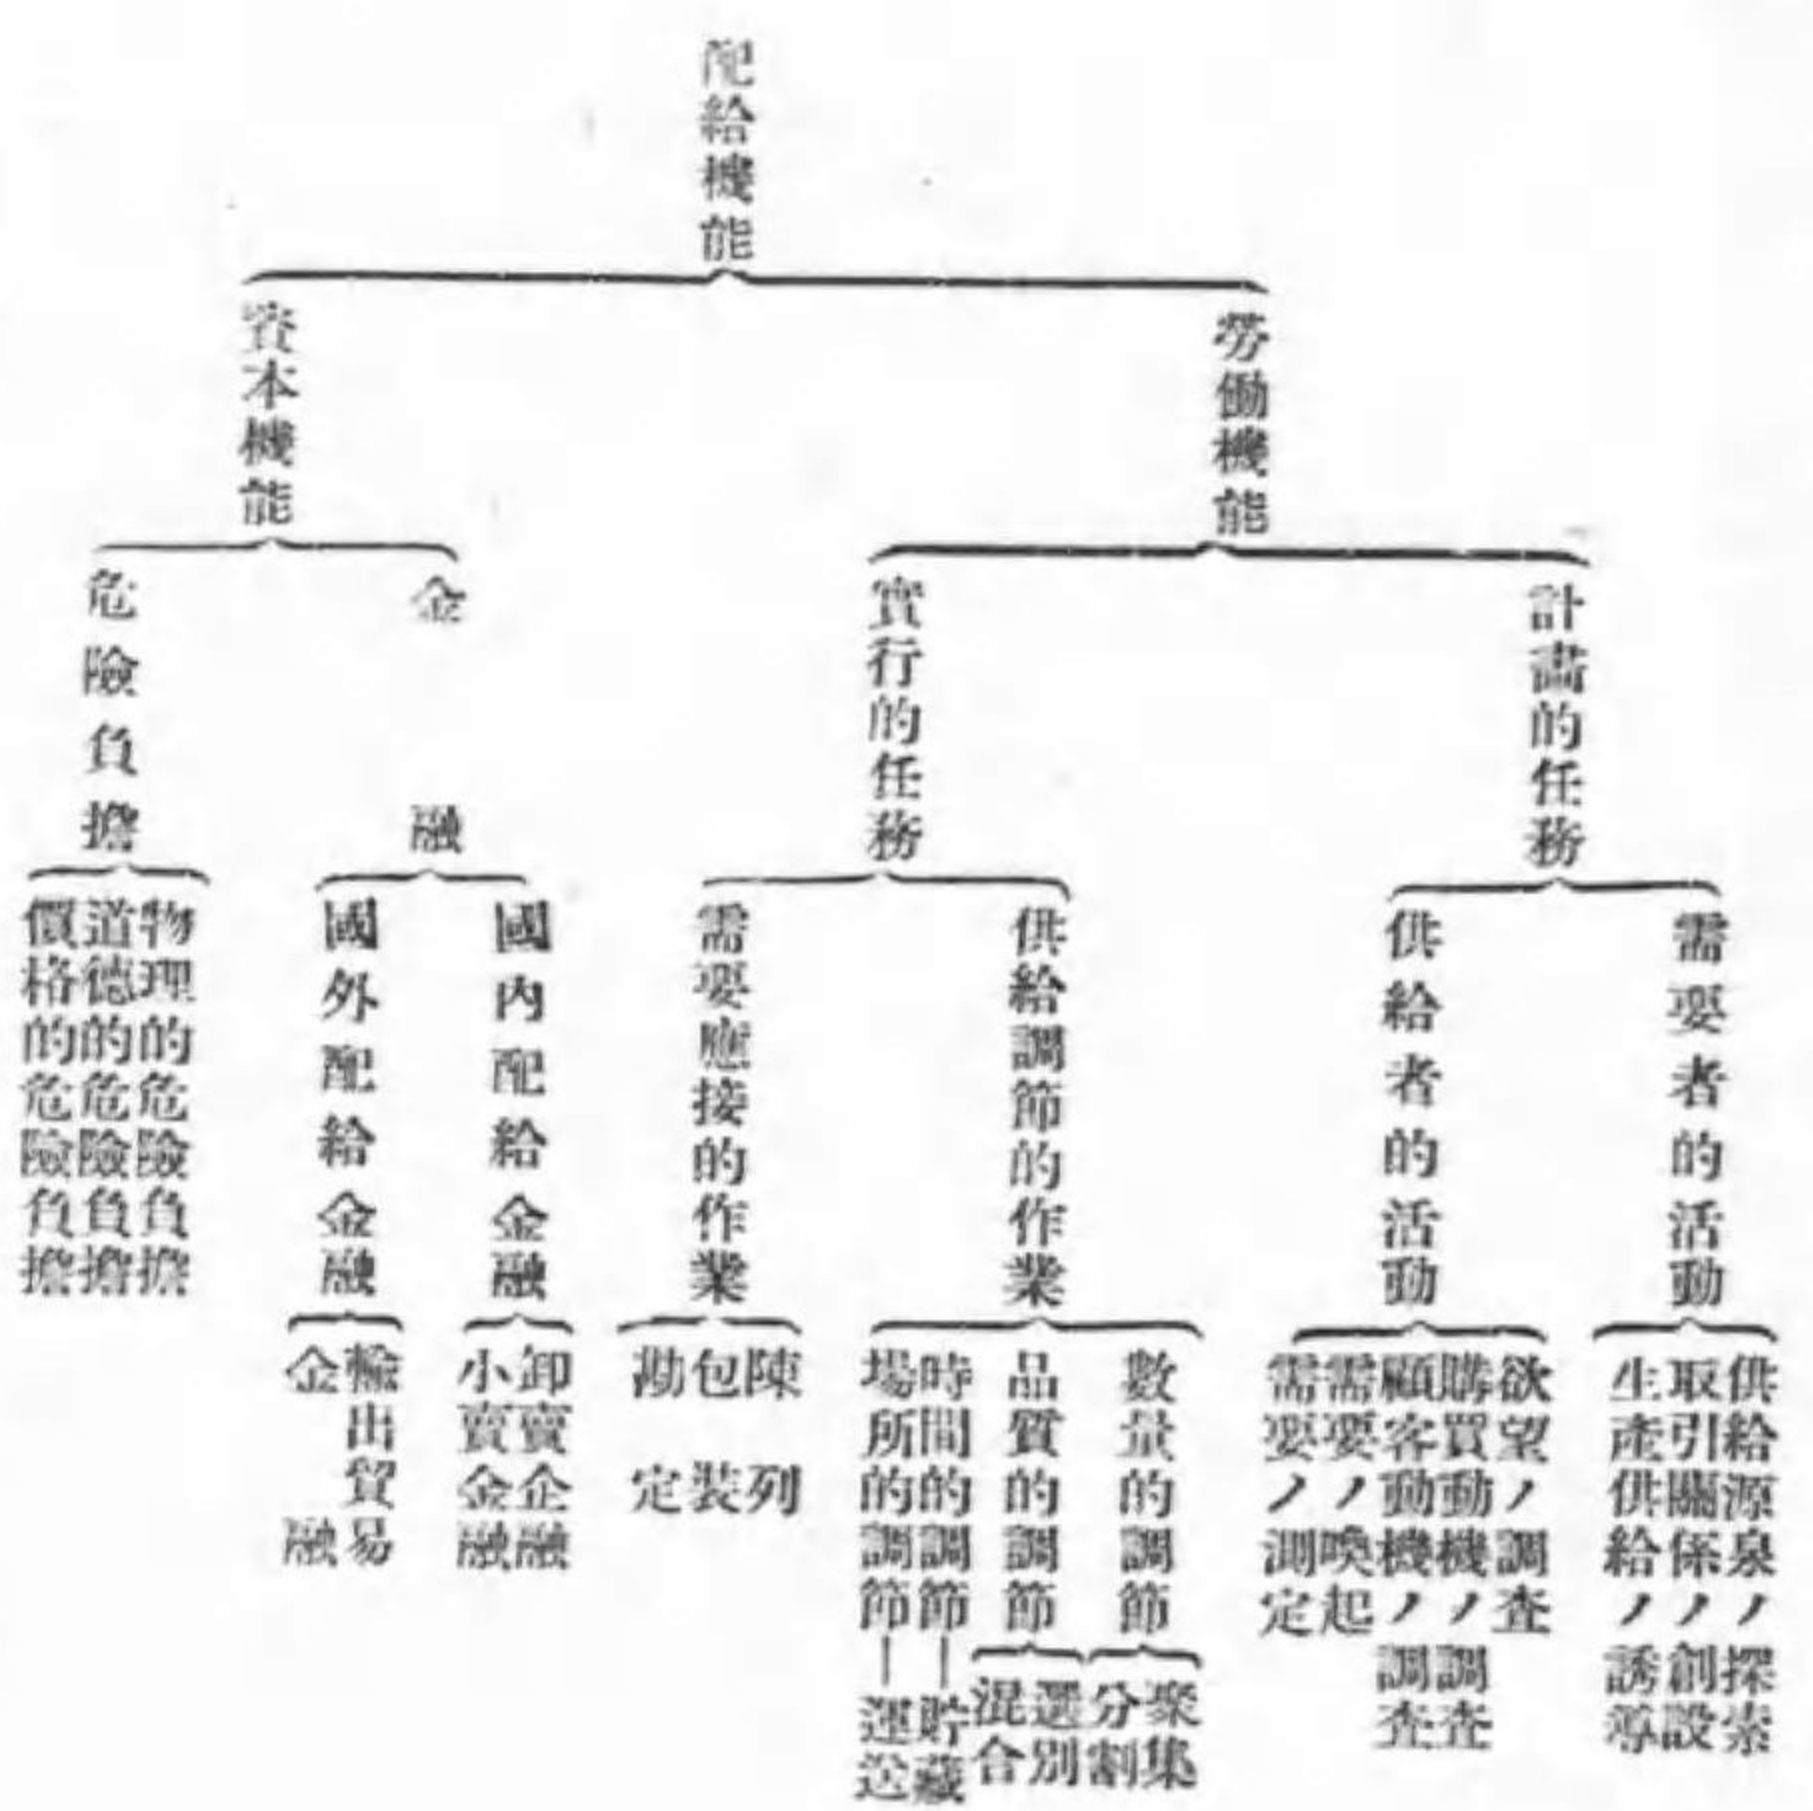 配給機能
勞働機能
資本機能
計畫的任務
實行的任務
金融
危險負擔
需要者的活動
供給者的活動
供給調節的作業
需要應接的作業
國內配給金融
國外配給金融
物理的危險負擔
道德的危險負擔
價格的危險負擔
供給源泉ノ探索
取引關係ノ創設
生產供給ノ誘導
欲望ノ調査
購買動機ノ調査
顧客動機ノ調査
需要ノ喚起
需要ノ測定
數量的調節
品質的調節
時間的調節
場所的調節
陳列
包裝
勘定
卸賣企融
小賣金融
輸出貿易
金融
聚集
分割
選別
混合
貯藏
運送